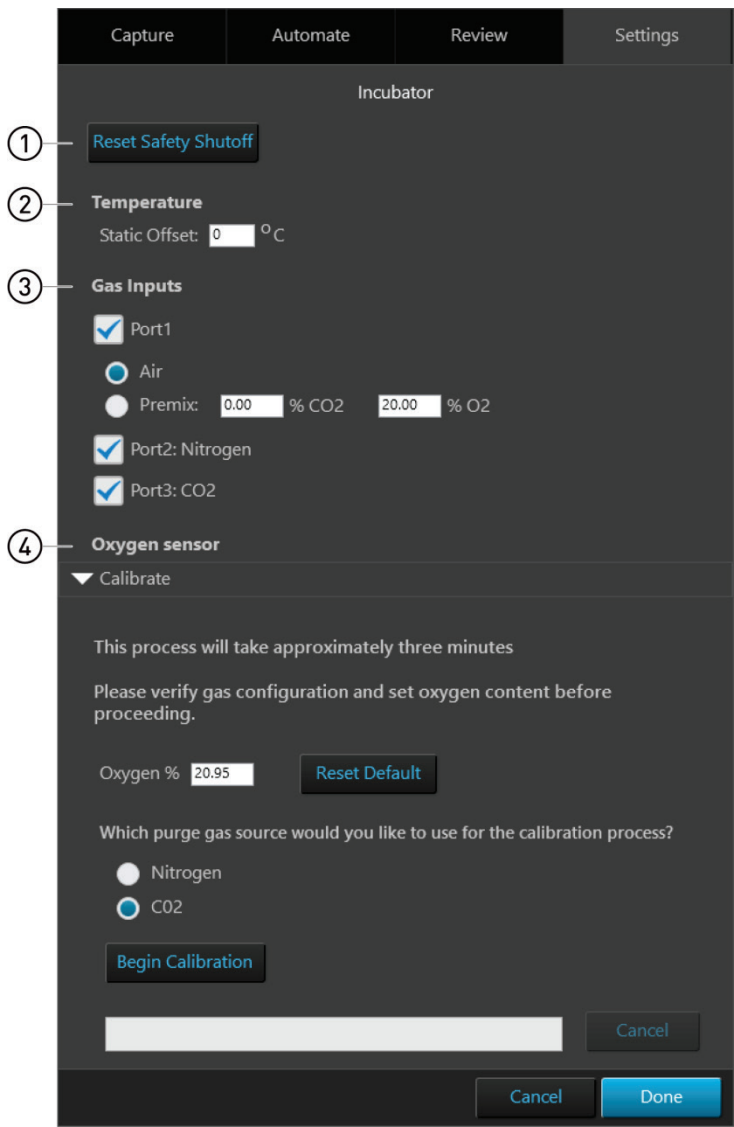 Capture Automate Review Settings
Incubator
1 Reset Safety Shutoff
2 Temperature
Static Offset: 0 °C
3 Gas Inputs
Port1
Air
Premix: 0.00 % CO2 20.00 % O2
Port2: Nitrogen
Port3: CO2
4 Oxygen sensor
Calibrate
This process will take approximately three minutes
Please verify gas configuration and set oxygen content before
proceeding.
Oxygen % 20.95 Reset Default
Which purge gas source would you like to use for the calibration process?
Nitrogen
C02
Begin Calibration
Cancel
Cancel Done